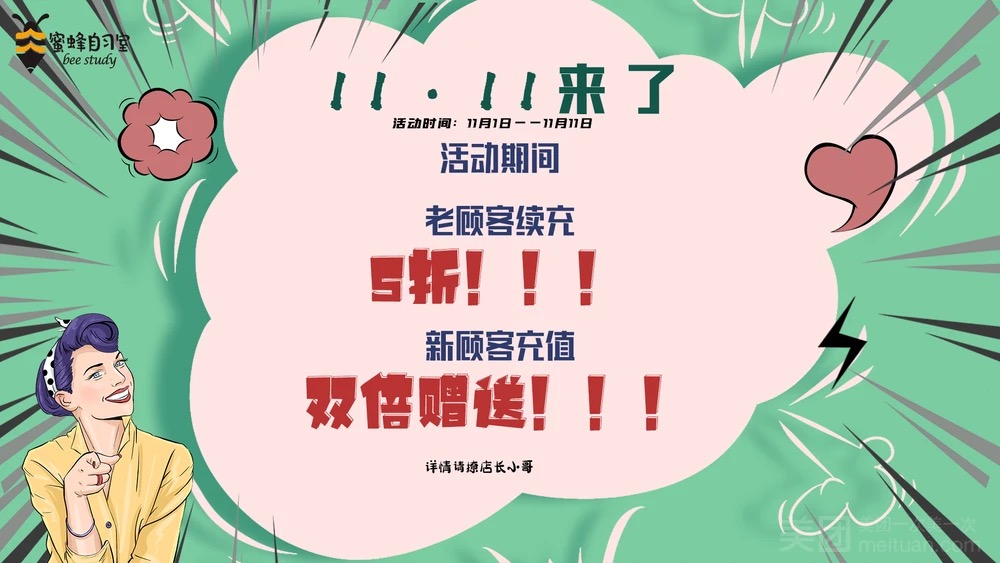 蜜蜂自习室
bee study
11·11来了
活动时间：11月1日——11月11日
活动期间
老顾客续充
5折！！！
新顾客充值
双倍赠送！！！
详情请撩店长小哥
美团
meituan.com